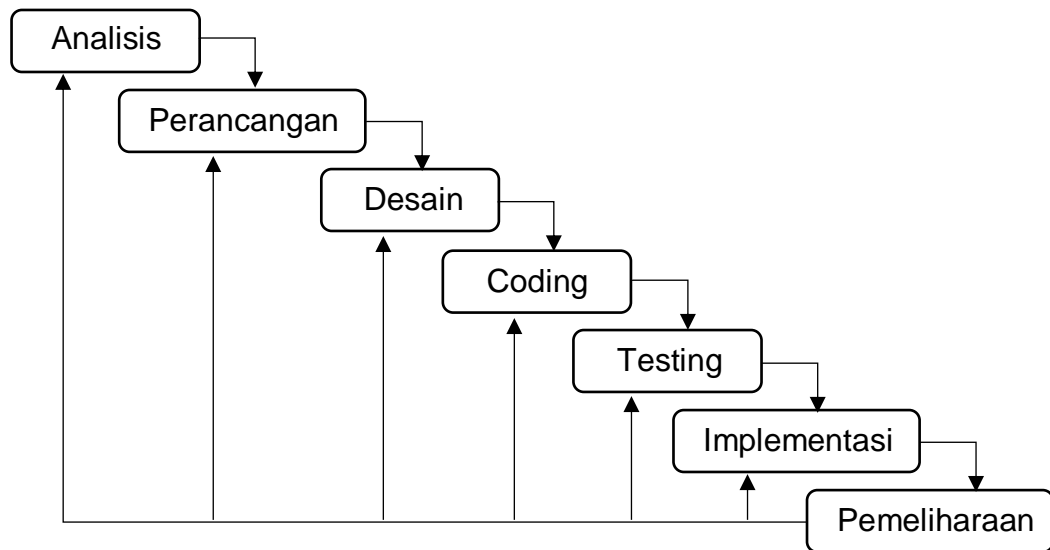 Analisis
Perancangan
Desain
Coding
Testing
Implementasi
Pemeliharaan